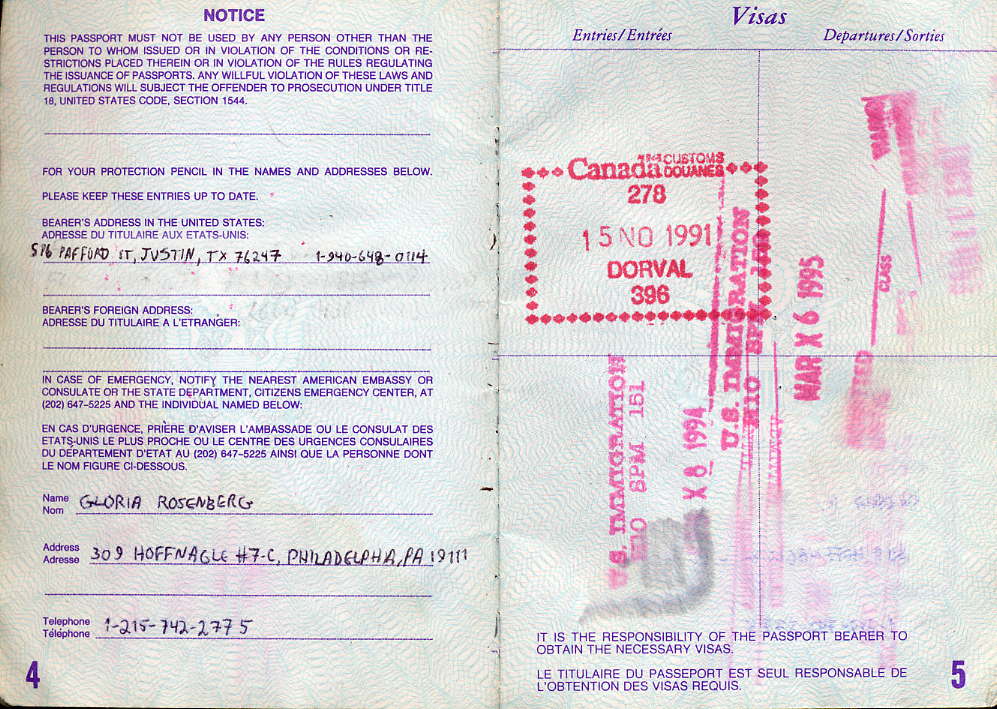 NOTICE
THIS PASSPORT MUST NOT BE USED BY ANY PERSON OTHER THAN THE
PERSON TO WHOM ISSUED OR IN VIOLATION OF THE CONDITIONS OR RE-
STRICTIONS PLACED THEREIN OR IN VIOLATION OF THE RULES REGULATING
THE ISSUANCE OF PASSPORTS. ANY WILLFUL VIOLATION OF THESE LAWS AND
REGULATIONS WILL SUBJECT THE OFFENDER TO PROSECUTION UNDER TITLE
18, UNITED STATES CODE, SECTION 1544.
FOR YOUR PROTECTION PENCIL IN THE NAMES AND ADDRESSES BELOW.
PLEASE KEEP THESE ENTRIES UP TO DATE.
BEARER'S ADDRESS IN THE UNITED STATES:
ADRESSE DU TITULAIRE AUX ETATS-UNIS:
516 PAFFORD ST, JUSTIN, TX 76247 1-940-648-0114
BEARER'S FOREIGN ADDRESS:
ADRESSE DU TITULAIRE A L'ETRANGER:
IN CASE OF EMERGENCY, NOTIFY THE NEAREST AMERICAN EMBASSY OR
CONSULATE OR THE STATE DEPARTMENT, CITIZENS EMERGENCY CENTER, AT
(202) 647-5225 AND THE INDIVIDUAL NAMED BELOW:
EN CAS D'URGENCE, PRIÈRE D'AVISER L'AMBASSADE OU LE CONSULAT DES
ETATS-UNIS LE PLUS PROCHE OU LE CENTRE DES URGENCES CONSULAIRES
DU DÉPARTEMENT D'ETAT AU (202) 647-5225 AINSI QUE LA PERSONNE DONT
LE NOM FIGURE CI-DESSOUS.
Name GLORIA ROSENBERG
Nom
Address 309 HOFFNAGLE #7-C, PHILADELPHIA, PA 19111
Adresse
Telephone 1-215-742-2775
Téléphone
4
Visas
Entries/Entrées Departures/Sorties
Canada CUSTOMS
DOUANES
278
15 NO 1991
DORVAL
396
U.S. IMMIGRATION
MAR X 6 1995
CLASS
U.S. IMMIGRATION
H10 8PM 151
X 8 1994
IT IS THE RESPONSIBILITY OF THE PASSPORT BEARER TO
OBTAIN THE NECESSARY VISAS.
LE TITULAIRE DU PASSEPORT EST SEUL RESPONSABLE DE
L'OBTENTION DES VISAS REQUIS.
5